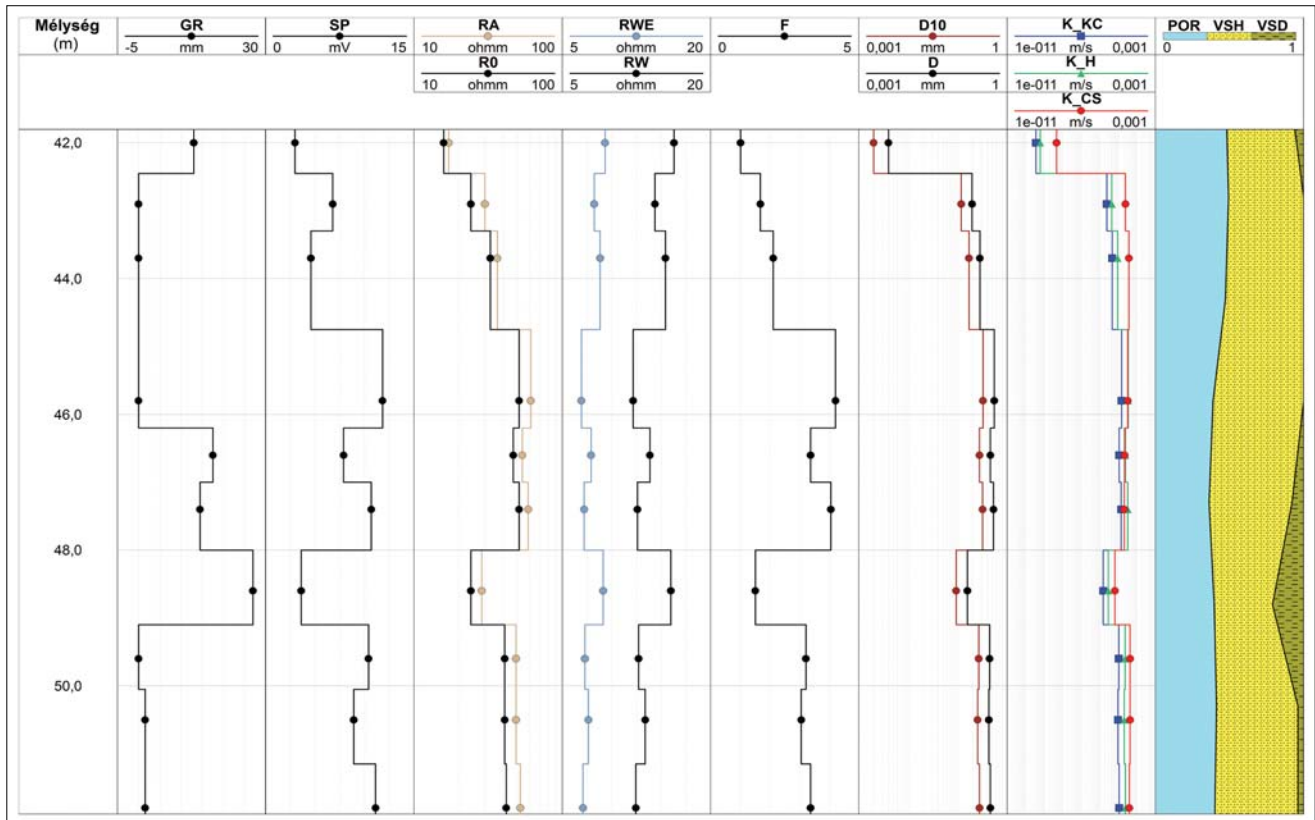 Mélység GR SP RA RWE F D10 K_KC POR VSH VSD
(m) -5 mm 30 0 mV 15 10 ohmm 100 5 ohmm 20 0 5 0,001 mm 1 1e-011 m/s 0,001 0 1
R0 RW D K_H
10 ohmm 100 5 ohmm 20 0,001 mm 1 1e-011 m/s 0,001
K_CS
1e-011 m/s 0,001
42,0
44,0
46,0
48,0
50,0